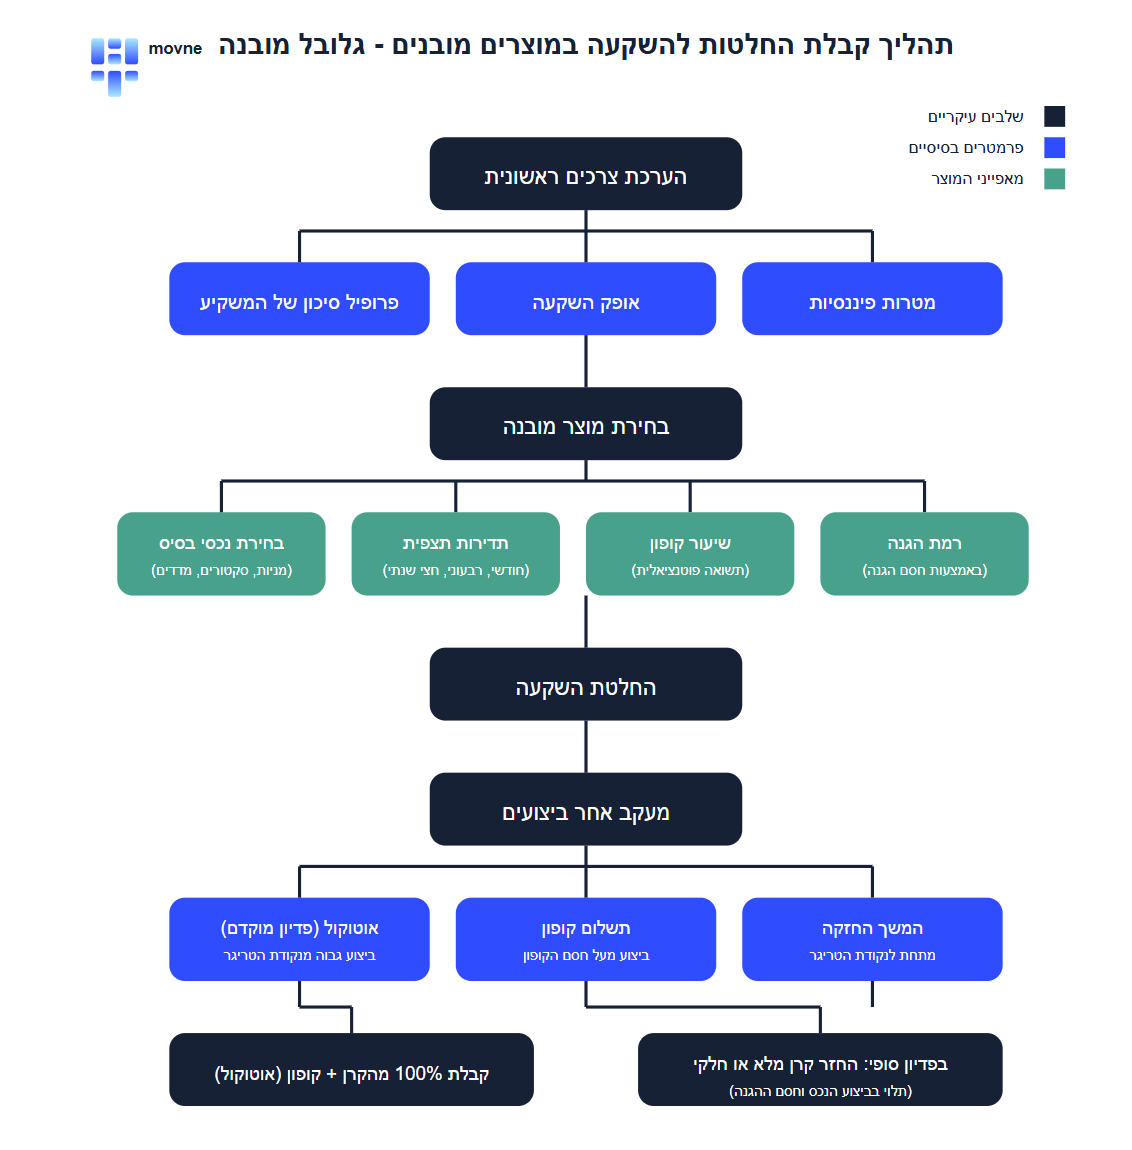 תהליך קבלת החלטות להשקעה במוצרים מובנים - גלובל מובנה
movne
שלבים עיקריים
פרמטרים בסיסיים
מאפייני המוצר
הערכת צרכים ראשונית
מטרות פיננסיות
אופק השקעה
פרופיל סיכון של המשקיע
בחירת מוצר מובנה
רמת הגנה
(באמצעות חסם הגנה)
שיעור קופון
(תשואה פוטנציאלית)
תדירות תצפית
(חודשי, רבעוני, חצי שנתי)
בחירת נכסי בסיס
(מניות, סקטורים, מדדים)
החלטת השקעה
מעקב אחר ביצועים
המשך החזקה
מתחת לנקודת הטריגר
תשלום קופון
ביצוע מעל חסם הקופון
אוטוקול (פדיון מוקדם)
ביצוע גבוה מנקודת הטריגר
בפדיון סופי: החזר קרן מלא או חלקי
(תלוי בביצוע הנכס וחסם ההגנה)
קבלת 100% מהקרן + קופון (אוטוקול)